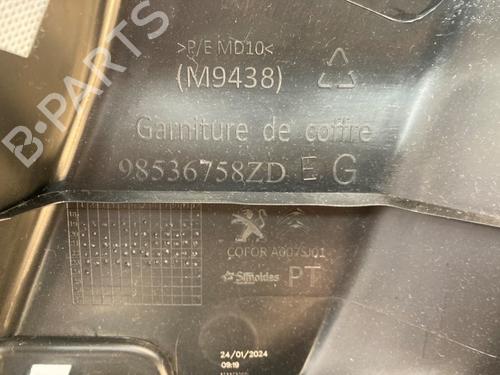 >P/E MD10<
(M9438)
Garniture de coffre
98536758ZD E G
COFOR A007SJ01
Simoldes
PT
24/01/2024
09:19
B-PARTS